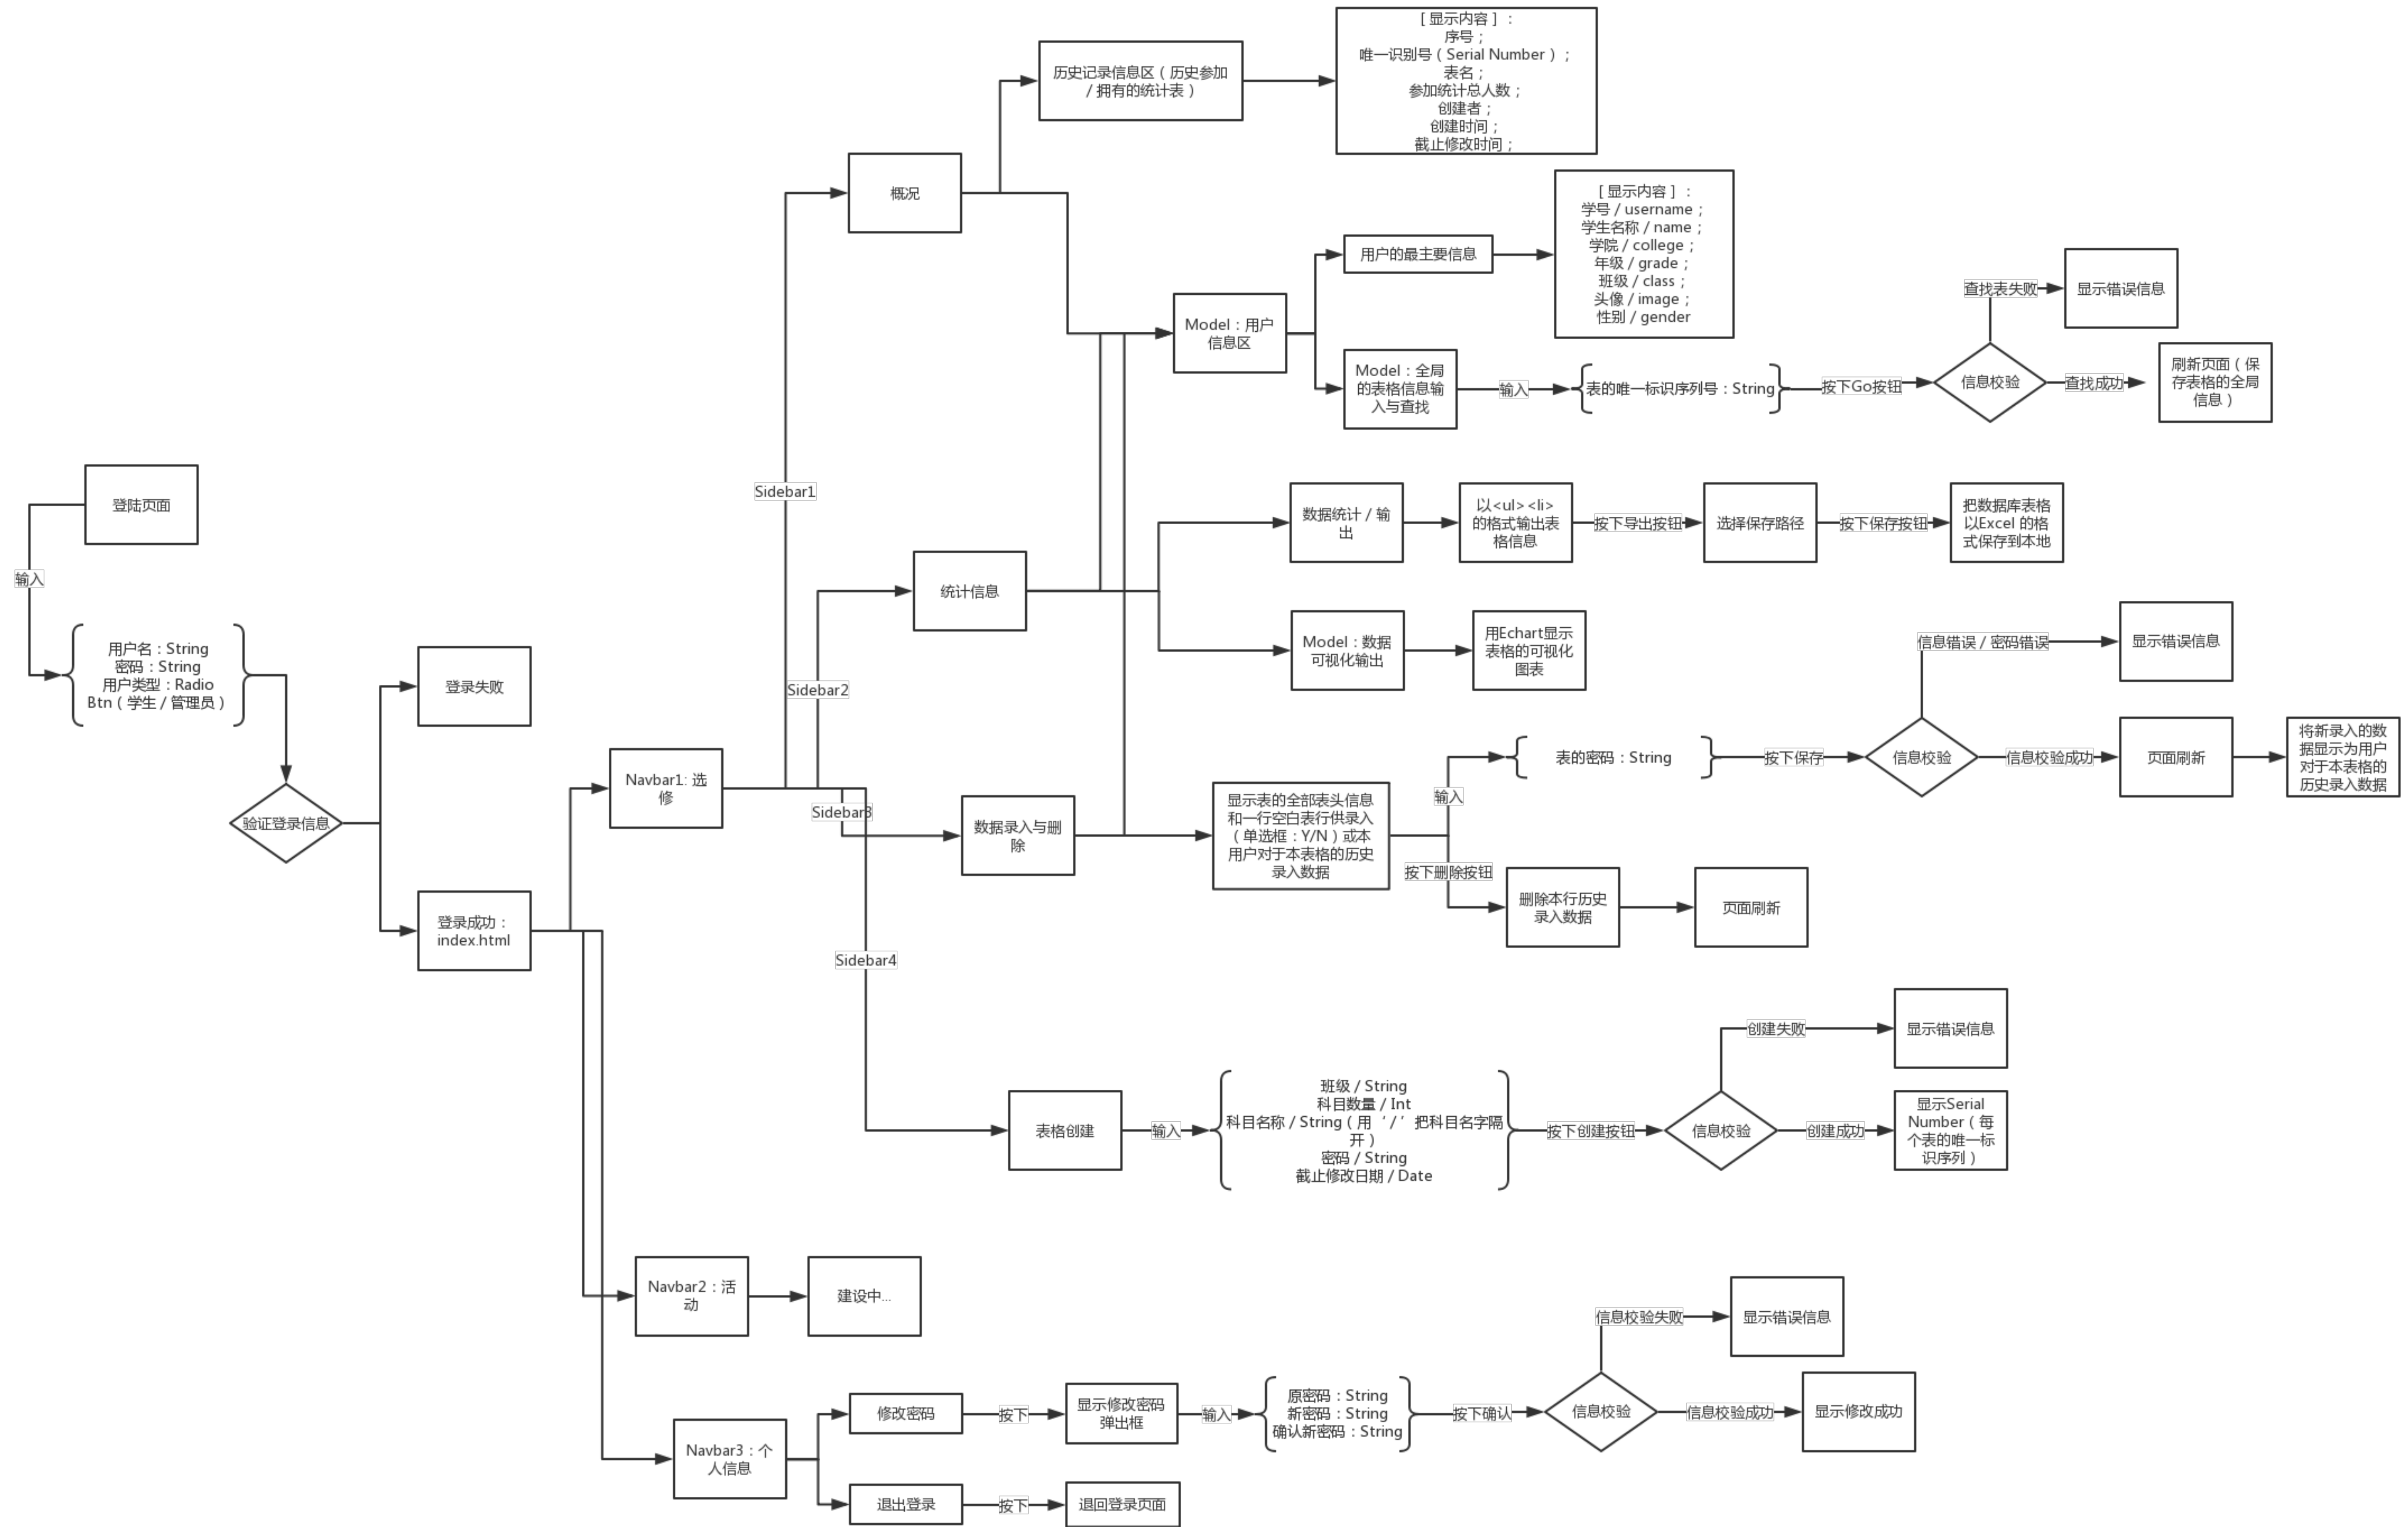 [ 显示内容 ] ：
序号；
唯一识别号（Serial Number）；
表名；
参加统计总人数；
创建者；
创建时间；
截止修改时间；
历史记录信息区（历史参加
/ 拥有的统计表）
概况
[ 显示内容 ] ：
学号 / username；
学生名称 / name；
学院 / college；
年级 / grade；
班级 / class；
头像 / image；
性别 / gender
用户的最主要信息
Model：用户
信息区
Model：全局
的表格信息输
入与查找
输入
表的唯一标识序列号：String
按下Go按钮
信息校验
查找表失败
显示错误信息
查找成功
刷新页面（保
存表格的全局
信息）
登陆页面
输入
用户名：String
密码：String
用户类型：Radio
Btn（学生 / 管理员）
验证登录信息
登录失败
登录成功：
index.html
Navbar1: 选
修
Sidebar1
Sidebar2
Sidebar3
Sidebar4
统计信息
数据统计 / 输
出
以<ul><li>
的格式输出表
格信息
按下导出按钮
选择保存路径
按下保存按钮
把数据库表格
以Excel 的格
式保存到本地
Model：数据
可视化输出
用Echart显示
表格的可视化
图表
数据录入与删
除
显示表的全部表头信息
和一行空白表行供录入
（单选框：Y/N）或本
用户对于本表格的历史
录入数据
输入
表的密码：String
按下保存
信息校验
信息错误 / 密码错误
显示错误信息
信息校验成功
页面刷新
将新录入的数
据显示为用户
对于本表格的
历史录入数据
按下删除按钮
删除本行历史
录入数据
页面刷新
表格创建
输入
班级 / String
科目数量 / Int
科目名称 / String（用‘ / ’把科目名字隔
开）
密码 / String
截止修改日期 / Date
按下创建按钮
信息校验
创建失败
显示错误信息
创建成功
显示Serial
Number（每
个表的唯一标
识序列）
Navbar2：活
动
建设中...
Navbar3：个
人信息
修改密码
按下
显示修改密码
弹出框
输入
原密码：String
新密码：String
确认新密码：String
按下确认
信息校验
信息校验失败
显示错误信息
信息校验成功
显示修改成功
退出登录
按下
退回登录页面